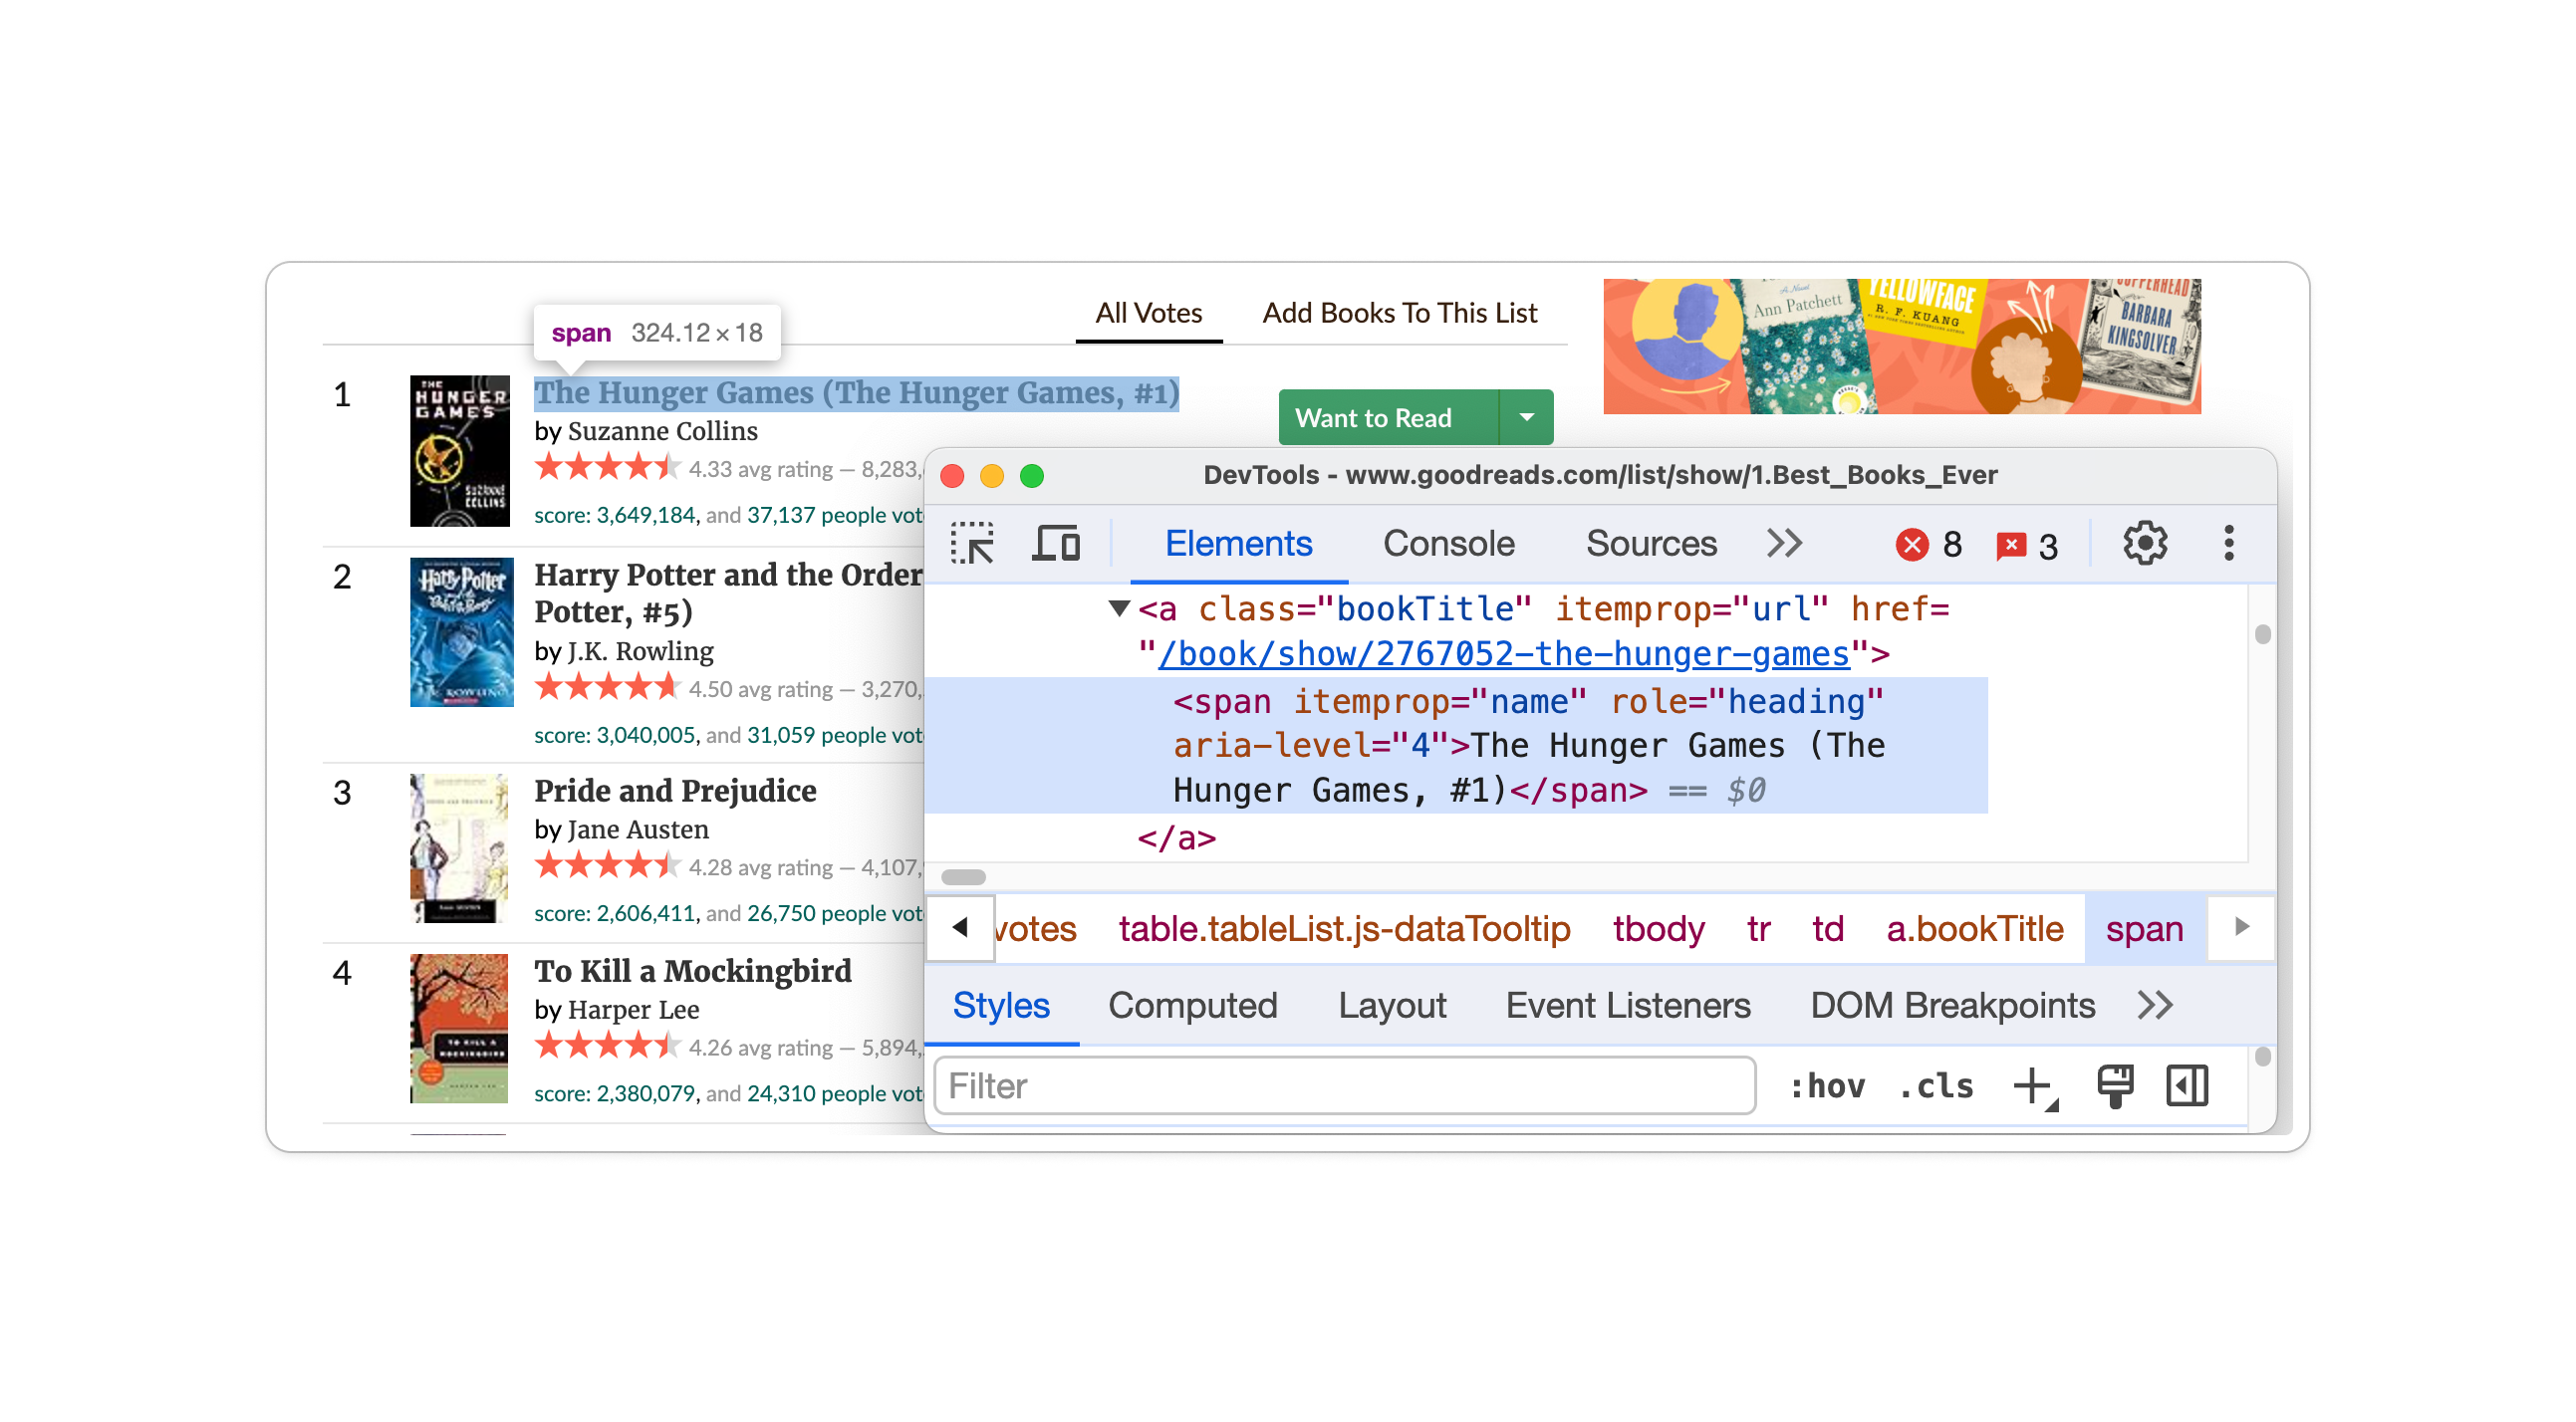 All Votes
Add Books To This List
span 324.12 × 18
1
THE
HUNGER
GAMES
SUZANNE
COLLINS
The Hunger Games (The Hunger Games, #1)
by Suzanne Collins
4.33 avg rating — 8,283,
score: 3,649,184, and 37,137 people vot
Want to Read
2
Harry Potter
ROWLING
Harry Potter and the Order
Potter, #5)
by J.K. Rowling
4.50 avg rating — 3,270,
score: 3,040,005, and 31,059 people vot
3
Pride and Prejudice
by Jane Austen
4.28 avg rating — 4,107,
score: 2,606,411, and 26,750 people vot
4
TO KILL A
MOCKINGBIRD
HARPER LEE
To Kill a Mockingbird
by Harper Lee
4.26 avg rating — 5,894,
score: 2,380,079, and 24,310 people vot
A Novel
Ann Patchett
YELLOWFACE
R. F. KUANG
COPPERHEAD
BARBARA
KINGSOLVER
DevTools - www.goodreads.com/list/show/1.Best_Books_Ever
Elements Console Sources 8 3
<a class="bookTitle" itemprop="url" href=
"/book/show/2767052-the-hunger-games">
<span itemprop="name" role="heading"
aria-level="4">The Hunger Games (The
Hunger Games, #1)</span> == $0
</a>
votes table.tableList.js-dataTooltip tbody tr td a.bookTitle span
Styles Computed Layout Event Listeners DOM Breakpoints
Filter :hov .cls